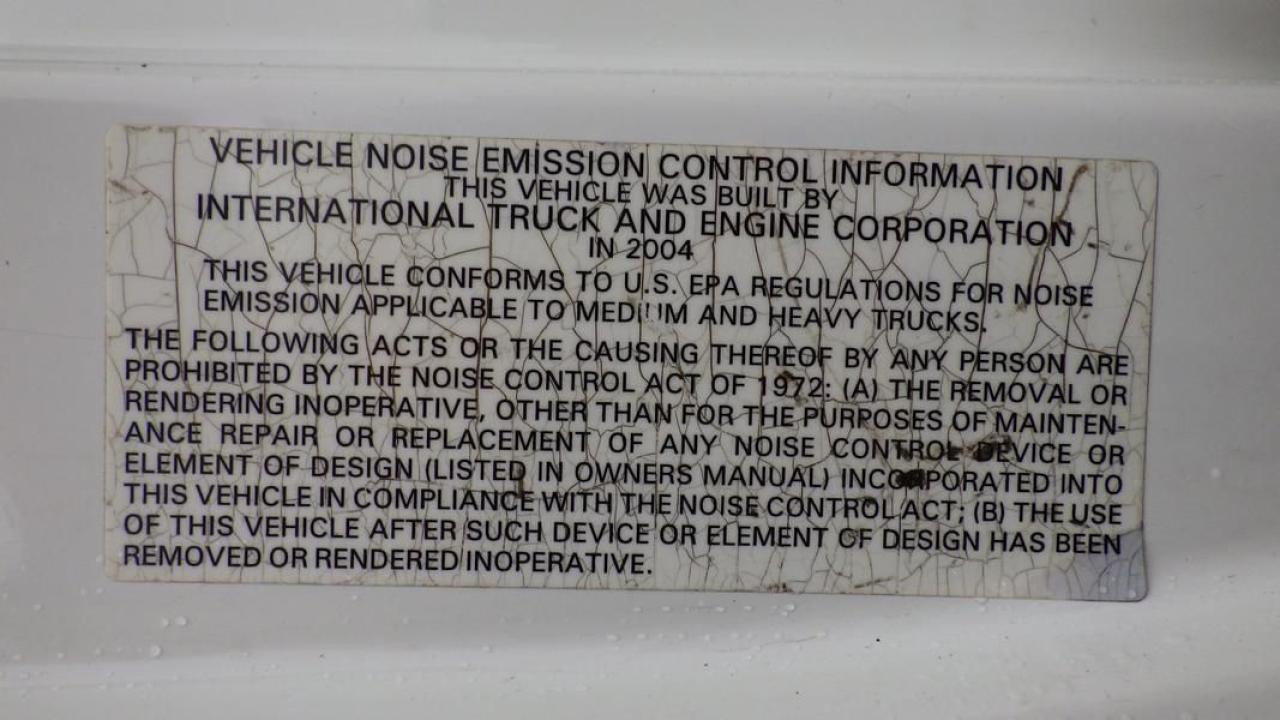 VEHICLE NOISE EMISSION CONTROL INFORMATION
THIS VEHICLE WAS BUILT BY
INTERNATIONAL TRUCK AND ENGINE CORPORATION
IN 2004
THIS VEHICLE CONFORMS TO U.S. EPA REGULATIONS FOR NOISE
EMISSION APPLICABLE TO MEDIUM AND HEAVY TRUCKS.
THE FOLLOWING ACTS OR THE CAUSING THEREOF BY ANY PERSON ARE
PROHIBITED BY THE NOISE CONTROL ACT OF 1972: (A) THE REMOVAL OR
RENDERING INOPERATIVE, OTHER THAN FOR THE PURPOSES OF MAINTEN-
ANCE REPAIR OR REPLACEMENT OF ANY NOISE CONTROL DEVICE OR
ELEMENT OF DESIGN (LISTED IN OWNERS MANUAL) INCORPORATED INTO
THIS VEHICLE IN COMPLIANCE WITH THE NOISE CONTROL ACT; (B) THE USE
OF THIS VEHICLE AFTER SUCH DEVICE OR ELEMENT OF DESIGN HAS BEEN
REMOVED OR RENDERED INOPERATIVE.